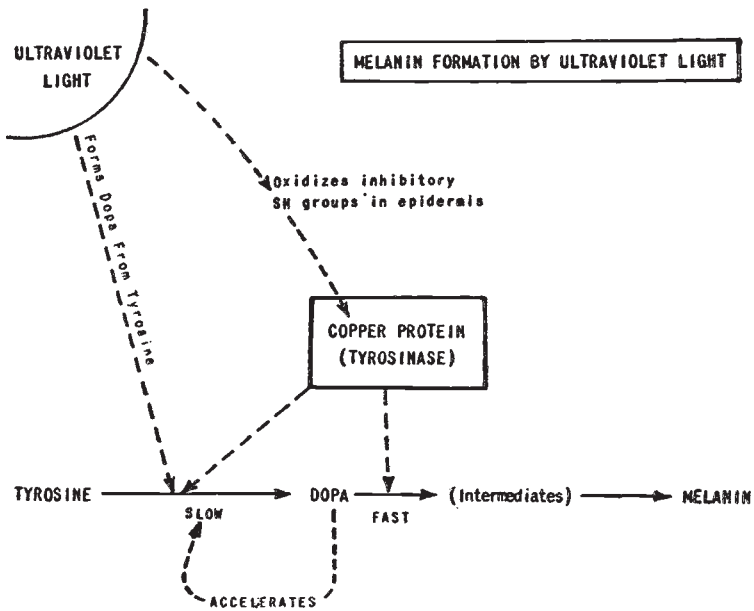 ULTRAVIOLET
LIGHT
MELANIN FORMATION BY ULTRAVIOLET LIGHT
Forms Dopa From Tyrosine
Oxidizes inhibitory
SH groups in epidermis
COPPER PROTEIN
(TYROSINASE)
TYROSINE
SLOW
DOPA
FAST
(Intermediates)
MELANIN
ACCELERATES